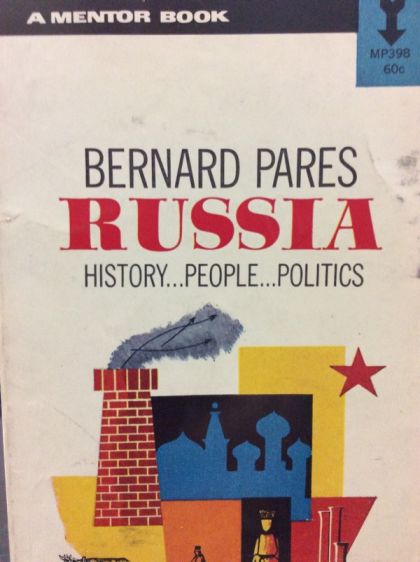 A MENTOR BOOK
MP398
60c
BERNARD PARES
RUSSIA
HISTORY...PEOPLE...POLITICS